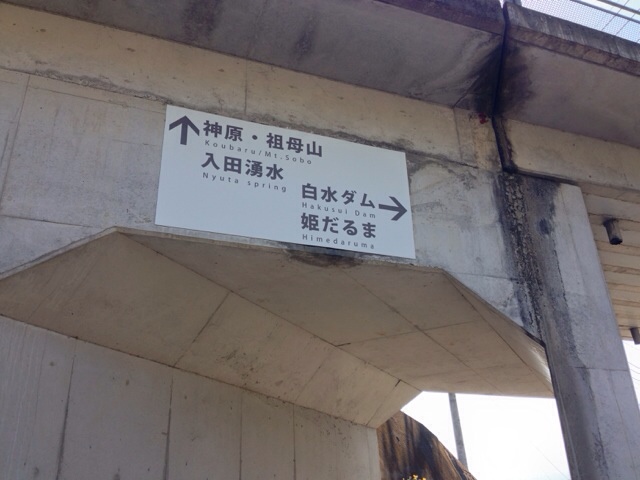 ↑ 神原・祖母山
Koubaru/Mt.Sobo
入田湧水
Nyuta spring
白水ダム →
Hakusui Dam
姫だるま
Himedaruma